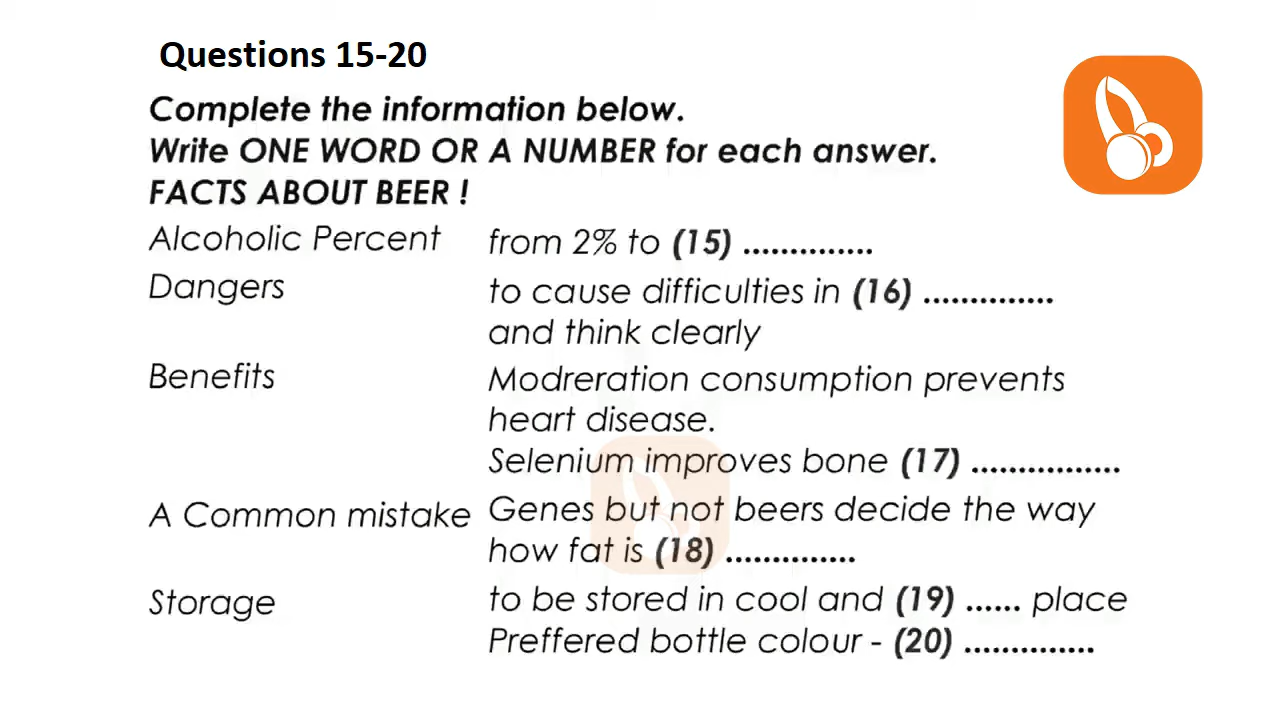 Questions 15-20
Complete the information below.
Write ONE WORD OR A NUMBER for each answer.
FACTS ABOUT BEER !
Alcoholic Percent from 2% to (15) ..............
Dangers to cause difficulties in (16) ..............
and think clearly
Benefits Modreration consumption prevents
heart disease.
Selenium improves bone (17) ................
A Common mistake Genes but not beers decide the way
how fat is (18) ..............
Storage to be stored in cool and (19) ...... place
Preffered bottle colour - (20) ..............